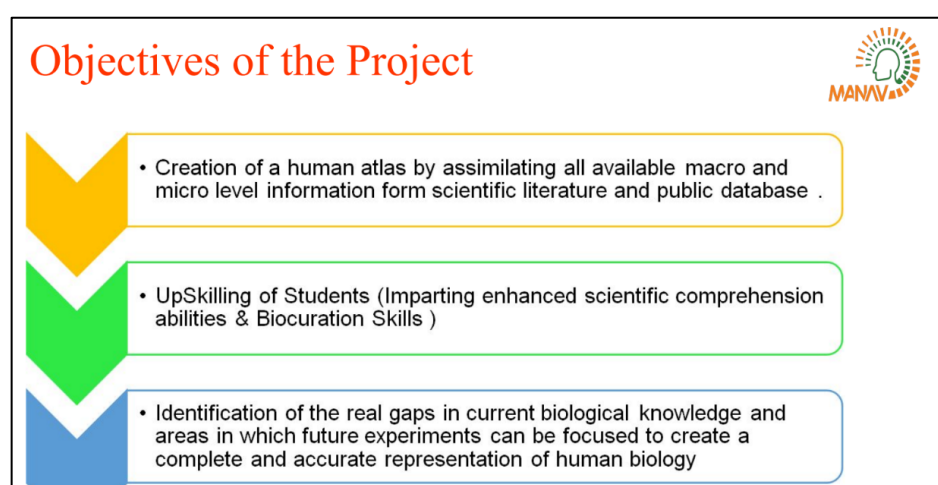 Objectives of the Project
MANAV
• Creation of a human atlas by assimilating all available macro and
micro level information form scientific literature and public database .
• UpSkilling of Students (Imparting enhanced scientific comprehension
abilities & Biocuration Skills )
• Identification of the real gaps in current biological knowledge and
areas in which future experiments can be focused to create a
complete and accurate representation of human biology